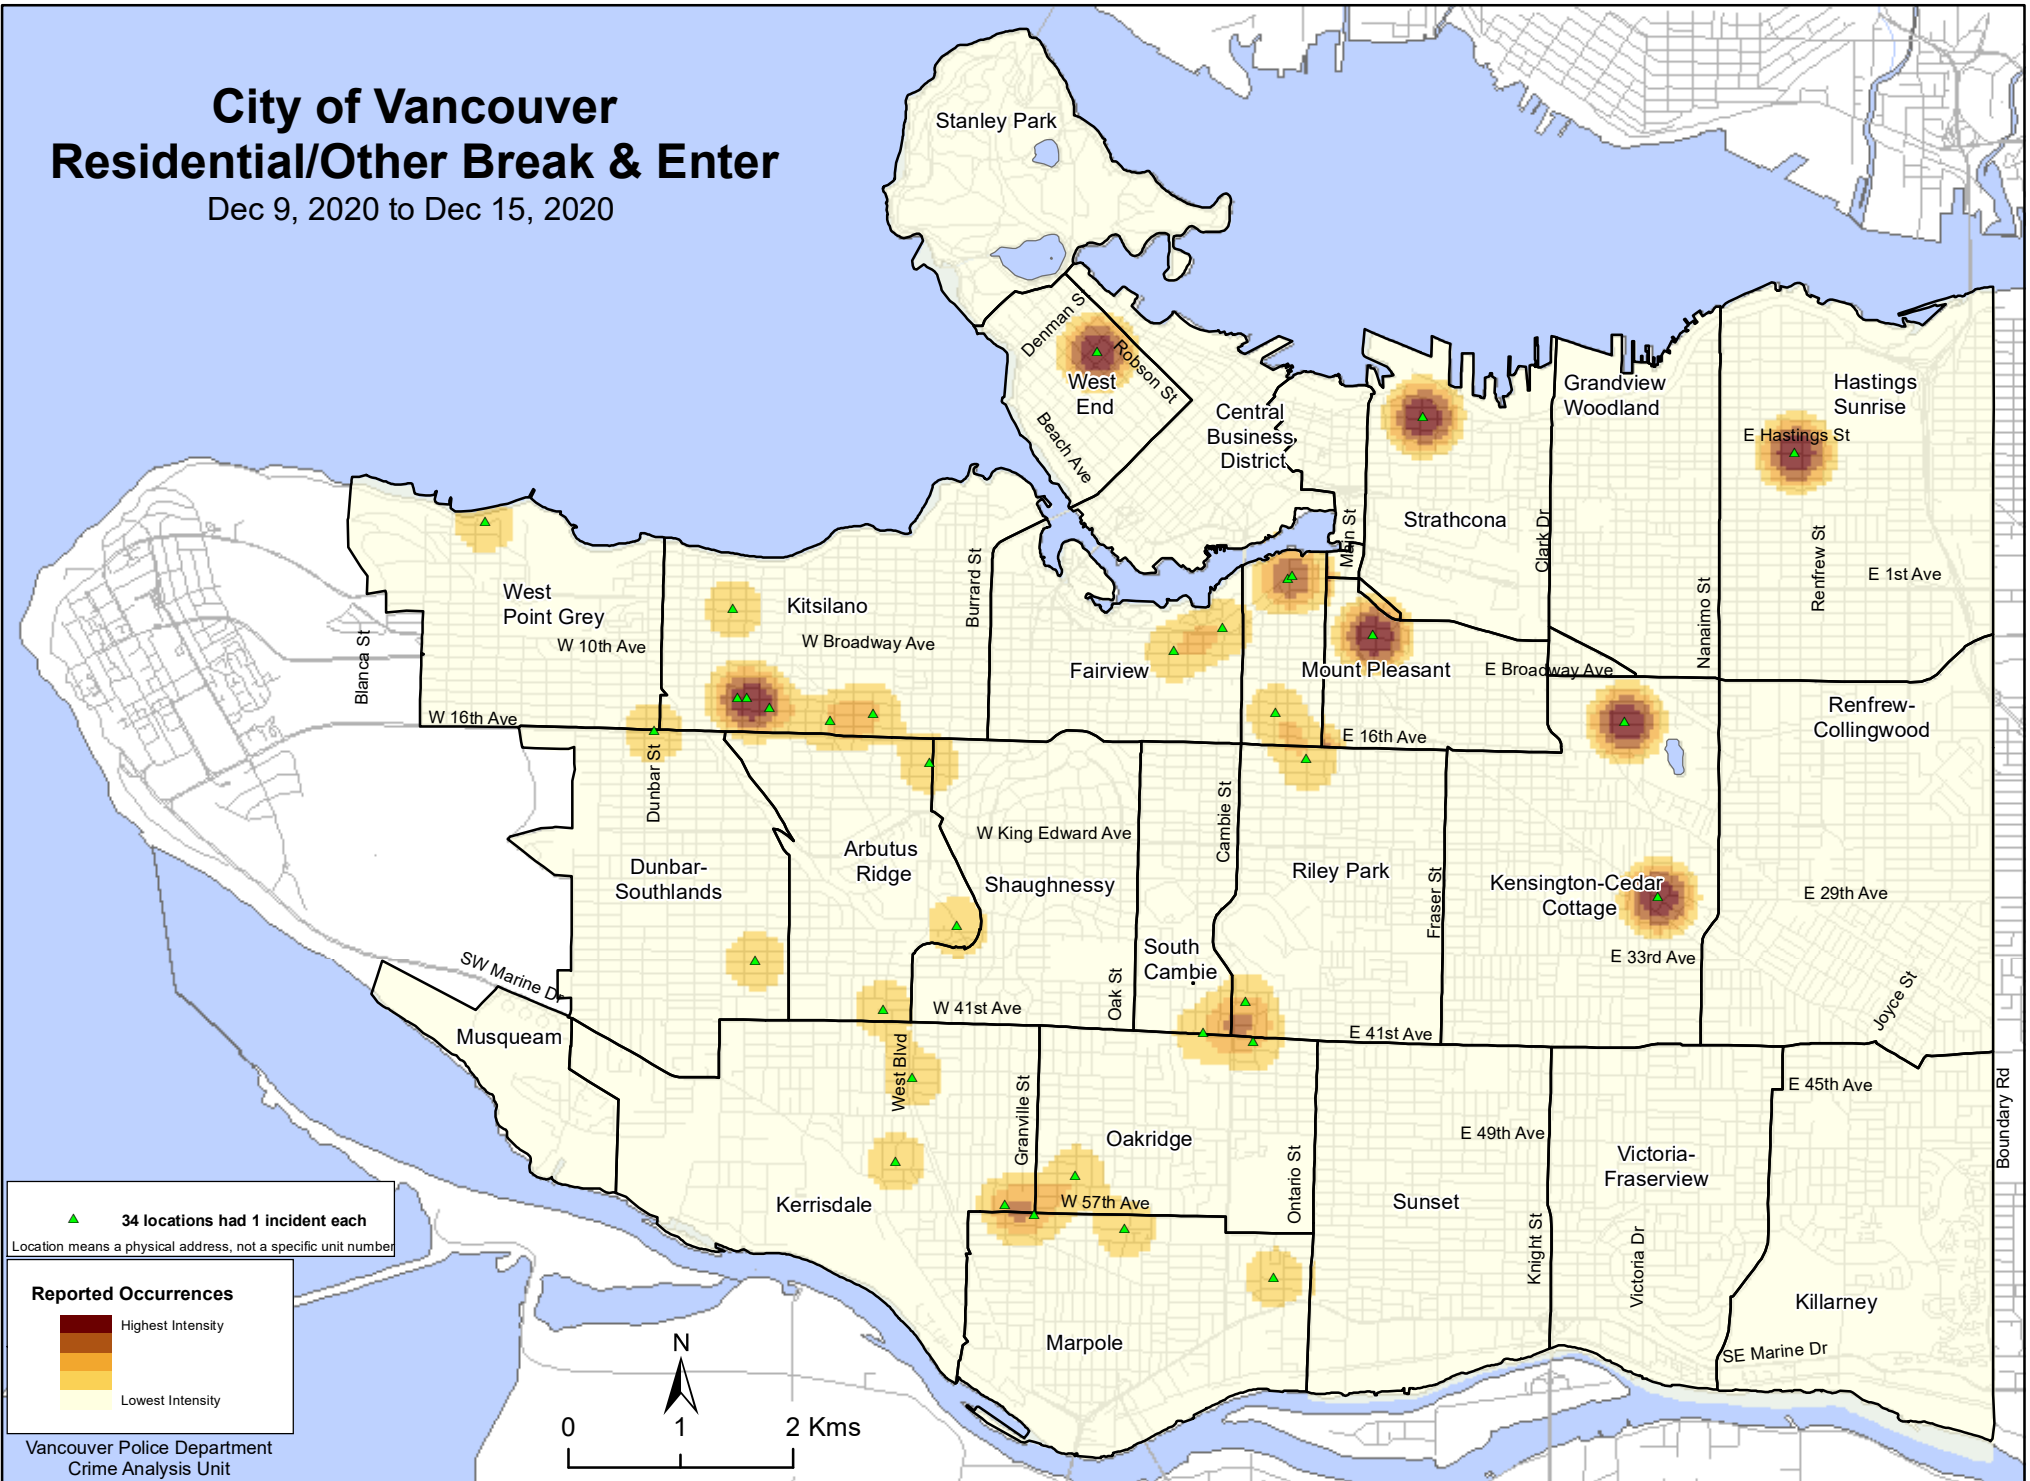 City of Vancouver
Residential/Other Break & Enter
Dec 9, 2020 to Dec 15, 2020
Stanley Park
Denman S
Robson St
West
End
Beach Ave
Central
Business
District
Grandview
Woodland
Hastings
Sunrise
E Hastings St
Strathcona
Main St
Clark Dr
Nanaimo St
Renfrew St
E 1st Ave
West
Point Grey
Blanca St
W 10th Ave
W 16th Ave
Kitsilano
W Broadway Ave
Burrard St
Fairview
Mount Pleasant
E Broadway Ave
E 16th Ave
Renfrew-
Collingwood
Dunbar St
Dunbar-
Southlands
Arbutus
Ridge
W King Edward Ave
Shaughnessy
Cambie St
Riley Park
Fraser St
Kensington-Cedar
Cottage
E 29th Ave
E 33rd Ave
South
Cambie
Oak St
SW Marine Dr
W 41st Ave
E 41st Ave
Joyce St
Musqueam
West Blvd
Granville St
Oakridge
W 57th Ave
Ontario St
E 49th Ave
E 45th Ave
Boundary Rd
Victoria-
Fraserview
Kerrisdale
Sunset
Knight St
Victoria Dr
Killarney
SE Marine Dr
Marpole
34 locations had 1 incident each
Location means a physical address, not a specific unit number
Reported Occurrences
Highest Intensity
Lowest Intensity
Vancouver Police Department
Crime Analysis Unit
N
0 1 2 Kms